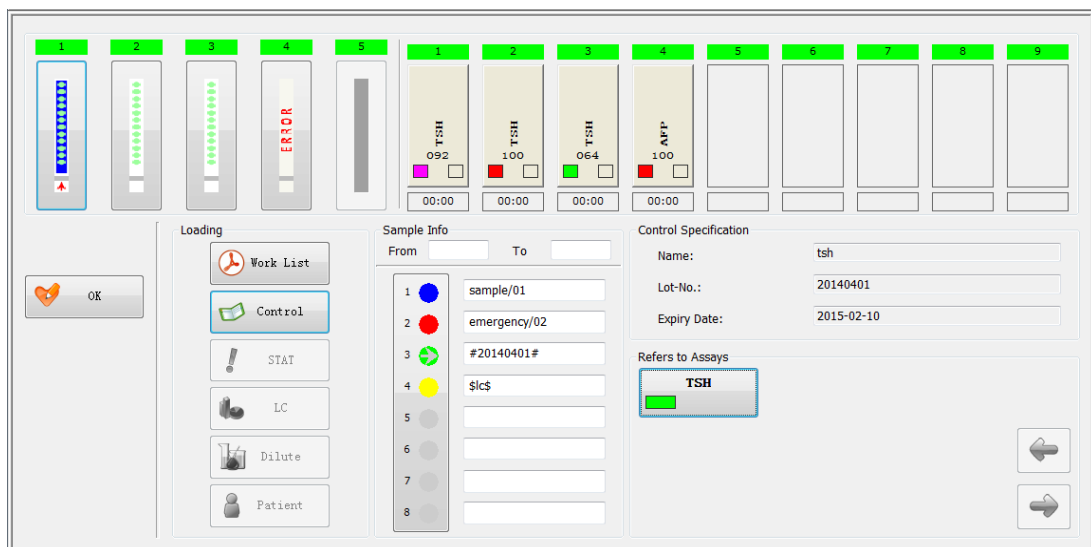 1 2 3 4 5 1 2 3 4 5 6 7 8 9
ERROR
TSH TSH TSH AFP
092 100 064 100
00:00 00:00 00:00 00:00
Loading
Work List
Control
STAT
LC
Dilute
Patient
OK
Sample Info
From To
1 sample/01
2 emergency/02
3 #20140401#
4 $lc$
5
6
7
8
Control Specification
Name: tsh
Lot-No.: 20140401
Expiry Date: 2015-02-10
Refers to Assays
TSH